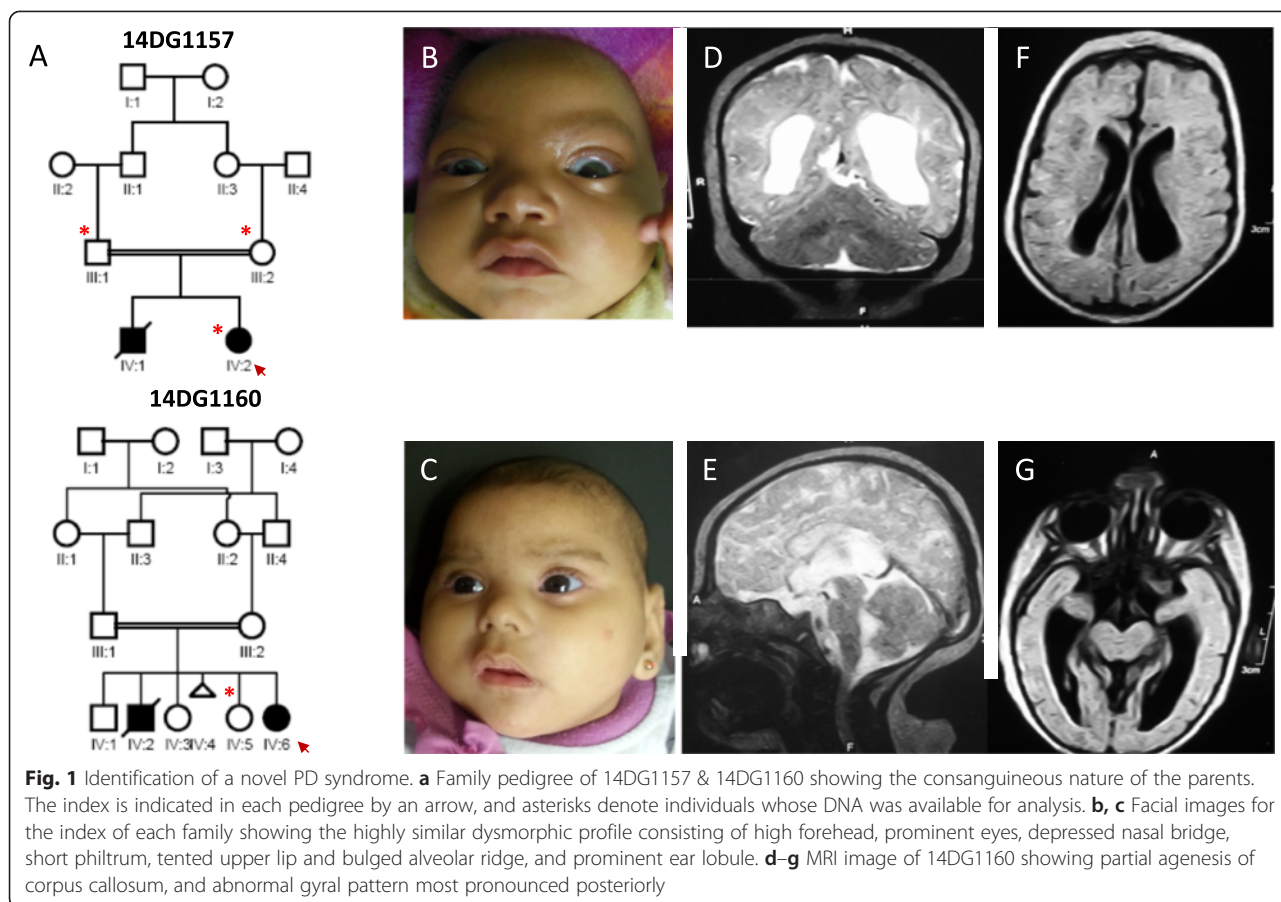 A
14DG1157
I:1 I:2
II:2 II:1 II:3 II:4
* *
III:1 III:2
*
IV:1 IV:2
14DG1160
I:1 I:2 I:3 I:4
II:1 II:3 II:2 II:4
III:1 III:2
*
IV:1 IV:2 IV:3 IV:4 IV:5 IV:6
B
C
D
H
R
F
E
A
F
F
3cm
G
A
L
3cm
Fig. 1 Identification of a novel PD syndrome. a Family pedigree of 14DG1157 & 14DG1160 showing the consanguineous nature of the parents.
The index is indicated in each pedigree by an arrow, and asterisks denote individuals whose DNA was available for analysis. b, c Facial images for
the index of each family showing the highly similar dysmorphic profile consisting of high forehead, prominent eyes, depressed nasal bridge,
short philtrum, tented upper lip and bulged alveolar ridge, and prominent ear lobule. d–g MRI image of 14DG1160 showing partial agenesis of
corpus callosum, and abnormal gyral pattern most pronounced posteriorly